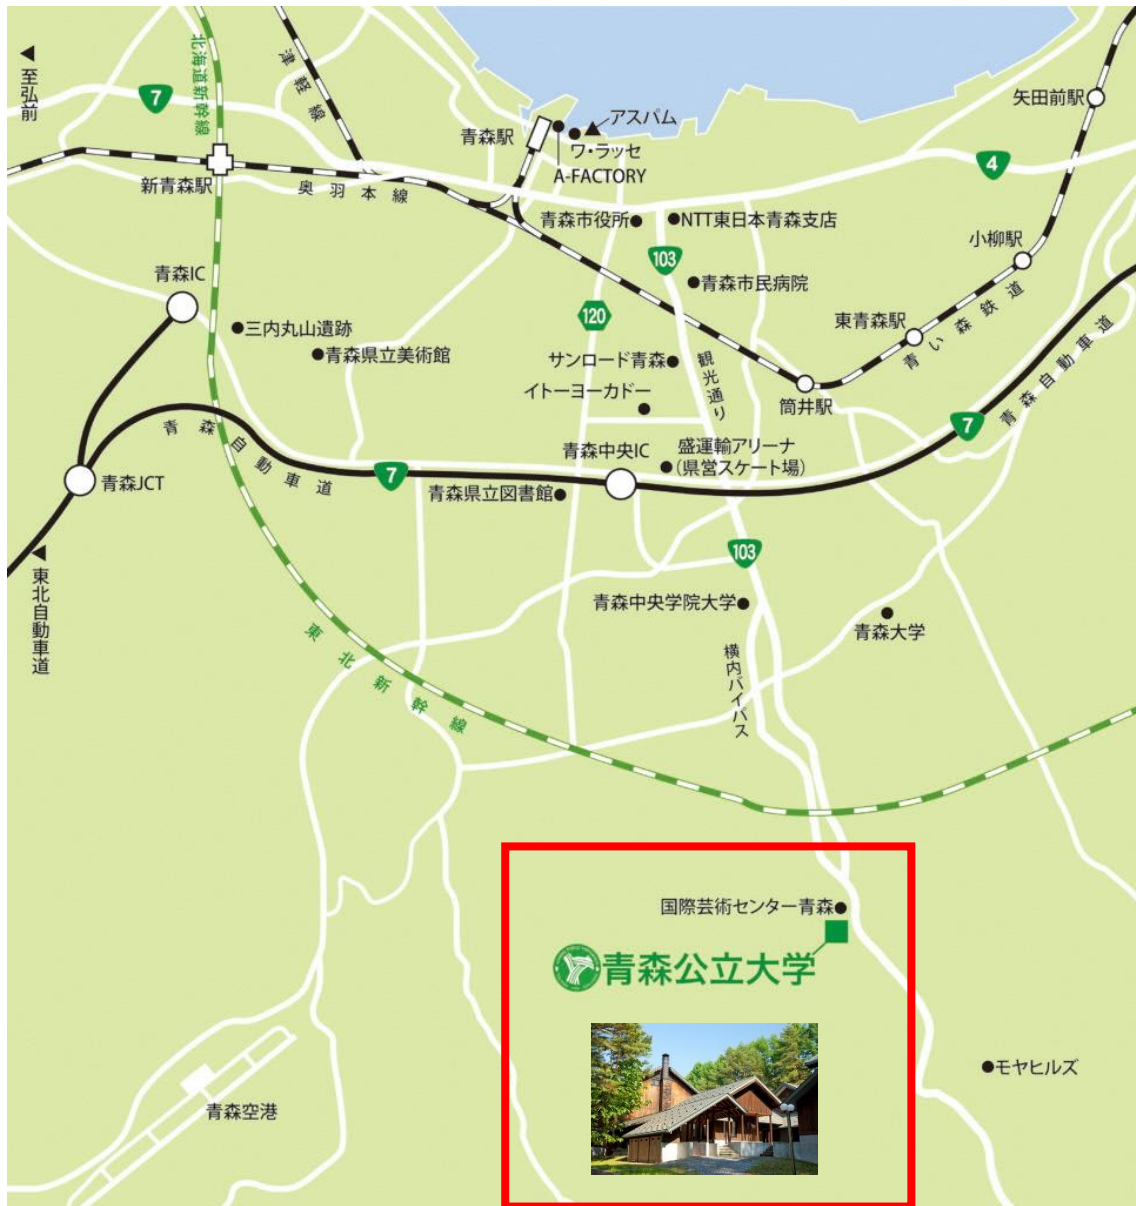 至弘前
7
北海道新幹線
津軽線
青森駅
アスパム
ワ・ラッセ
A-FACTORY
矢田前駅
4
新青森駅
奥羽本線
青森市役所
NTT東日本青森支店
103
小柳駅
青森IC
青森市民病院
120
三内丸山遺跡
青森県立美術館
東青森駅
青い森鉄道
サンロード青森
観光通り
イトーヨーカドー
筒井駅
青森自動車道
7
青森自動車道
青森中央IC
盛運輸アリーナ
(県営スケート場)
青森JCT
7
青森県立図書館
103
東北自動車道
青森中央学院大学
青森大学
東北新幹線
横内バイパス
国際芸術センター青森
青森公立大学
モヤヒルズ
青森空港